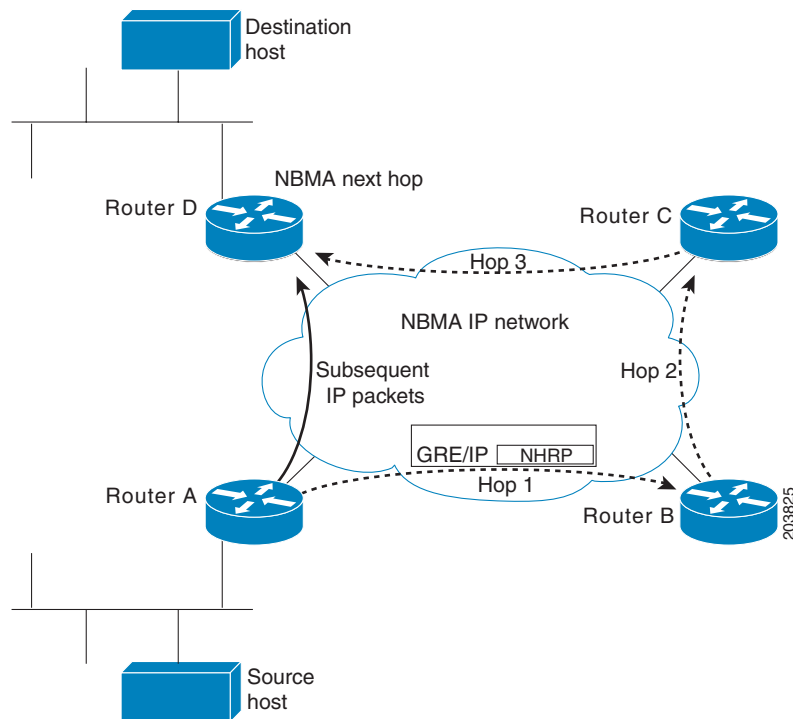 Destination
host
NBMA next hop
Router D
Router C
Hop 3
NBMA IP network
Subsequent
IP packets
Hop 2
GRE/IP
NHRP
Hop 1
Router A
Router B
203825
Source
host